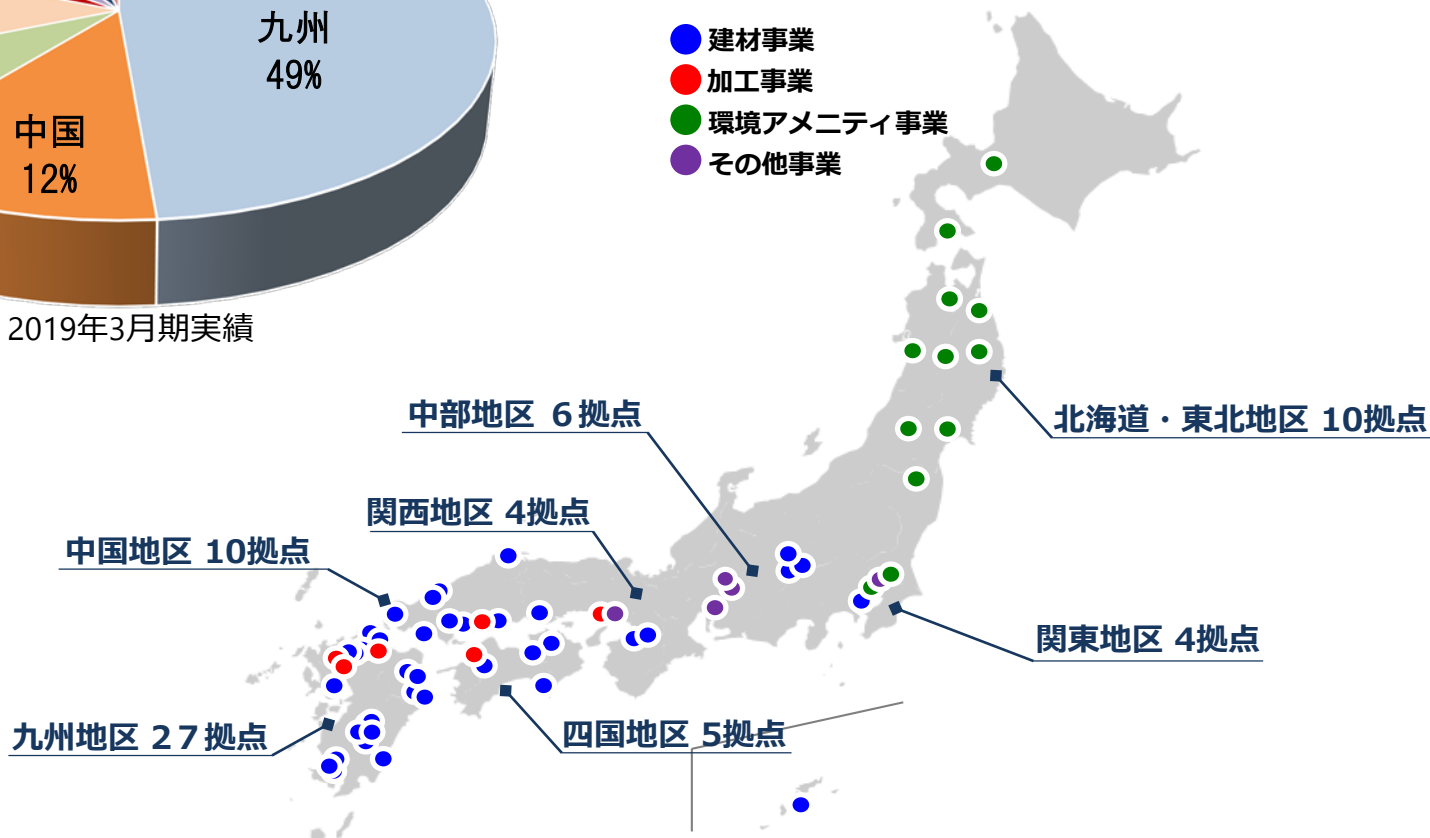 九州
49%
中国
12%
2019年3月期実績
建材事業
加工事業
環境アメニティ事業
その他事業
中部地区 6拠点
北海道・東北地区 10拠点
関西地区 4拠点
中国地区 10拠点
関東地区 4拠点
九州地区 27拠点
四国地区 5拠点